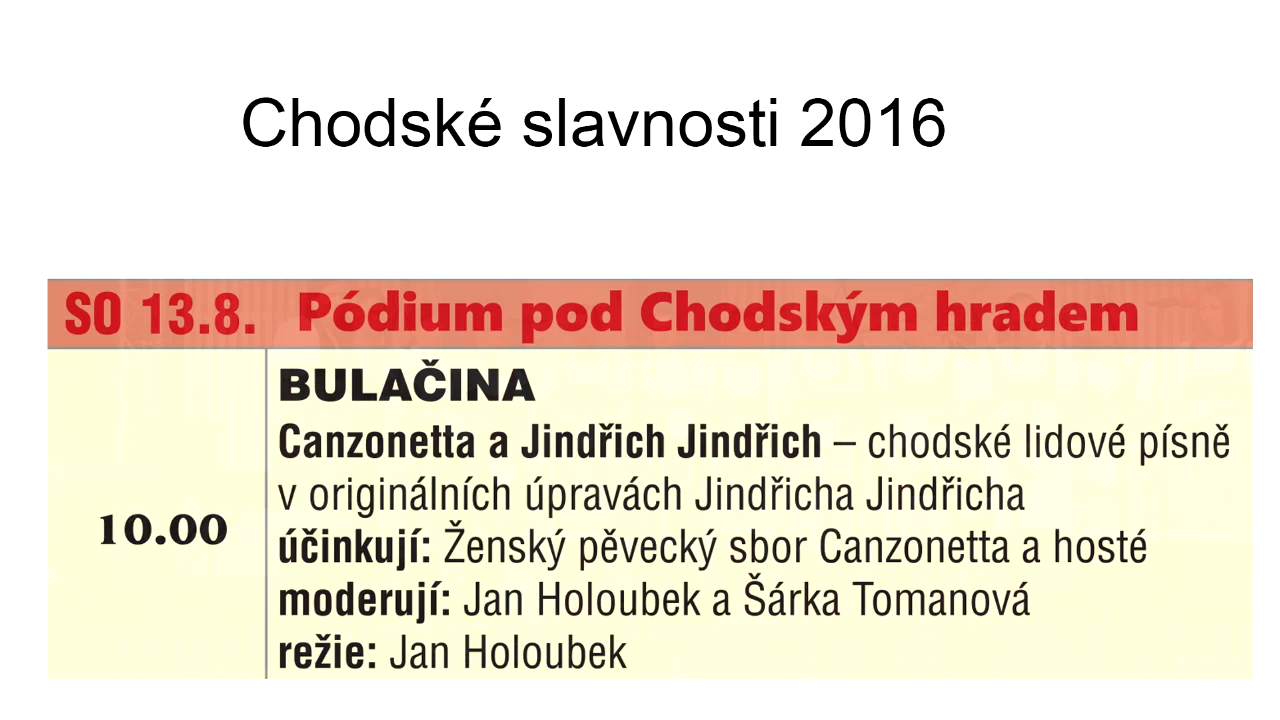 Chodské slavnosti 2016
SO 13.8. Pódium pod Chodským hradem
BULAČINA
Canzonetta a Jindřich Jindřich – chodské lidové písně
v originálních úpravách Jindřicha Jindřicha
10.00
účinkují: Ženský pěvecký sbor Canzonetta a hosté
moderují: Jan Holoubek a Šárka Tomanová
režie: Jan Holoubek